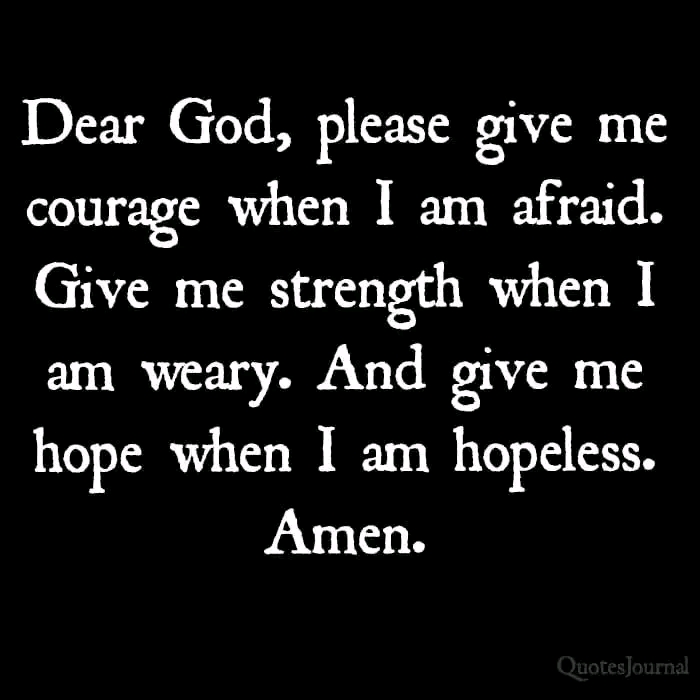 Dear God, please give me
courage when I am afraid.
Give me strength when I
am weary. And give me
hope when I am hopeless.
Amen.
QuotesJournal